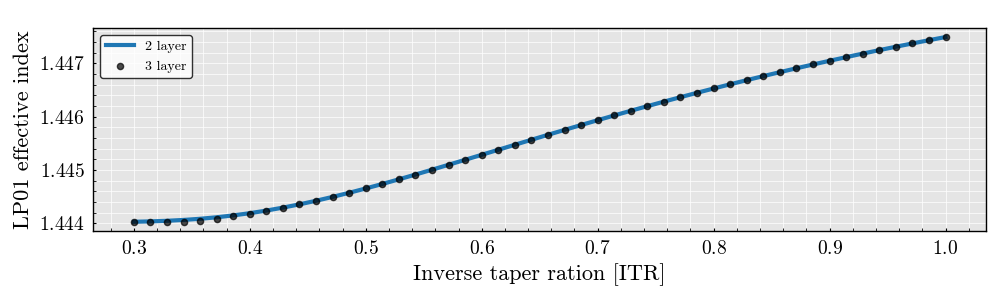 LP01 effective index
1.447
1.446
1.445
1.444
2 layer
3 layer
0.3 0.4 0.5 0.6 0.7 0.8 0.9 1.0
Inverse taper ration [ITR]